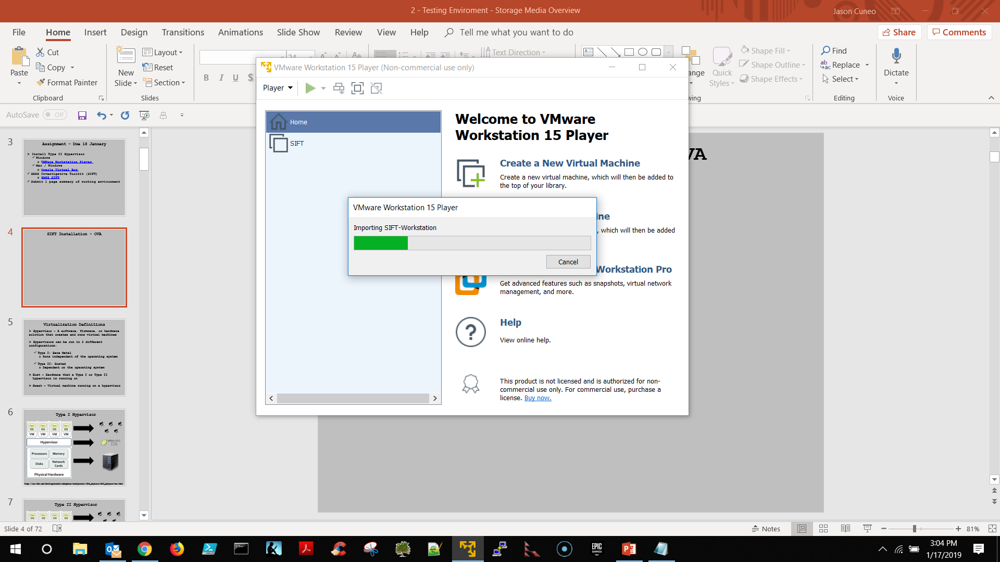 2 - Testing Enviroment - Storage Media Overview
Jason Cuneo
File Home Insert Design Transitions Animations Slide Show Review View Help Tell me what you want to do
Share Comments
Paste
Cut
Copy
Format Painter
Clipboard
New Slide
Layout
Reset
Section
Slides
24
B I U S
Text Direction
Quick Styles
Shape Fill
Shape Outline
Shape Effects
Find
Replace
Select
Editing
Dictate
Voice
AutoSave Off
VMware Workstation 15 Player (Non-commercial use only)
Player
Home
SIFT
Welcome to VMware
Workstation 15 Player
Create a New Virtual Machine
Create a new virtual machine, which will then be added to
the top of your library.
, which will then be added
Workstation Pro
Get advanced features such as snapshots, virtual network
management, and more.
Help
View online help.
This product is not licensed and is authorized for non-
commercial use only. For commercial use, purchase a
license. Buy now.
VMware Workstation 15 Player
Importing SIFT-Workstation
Cancel
3
Assignment - Due 18 January
Install Type II Hypervisor
Windows
VMWare Workstation Player
Mac / Windows
Oracle Virtual Box
SANS Investigative Toolkit (SIFT)
SANS SIFT
Submit 1 page summary of working environment
4
SIFT Installation - OVA
5
Virtualization Definitions
Hypervisor - A software, firmware, or hardware
solution that creates and runs virtual machines
Hypervisors can be run in 2 different
configurations:
Type I: Bare Metal
o Runs independent of the operating system
Type II: Hosted
o Dependent on the operating system
Host - Hardware that a Type I or Type II
hypervisor is running on
Guest - Virtual machine running on a hypervisor
6
Type I Hypervisor
Apps Apps Apps Apps
OS OS OS OS
VM VM VM VM
Hypervisor
vmware
ESXi
Processors Memory
Disks Network Cards
Physical Hardware
7
Type II Hypervisor
Apps Apps Apps Apps
OS OS OS OS
Slide 4 of 72
Notes
81%
EPIC GAMES
3:04 PM
1/17/2019